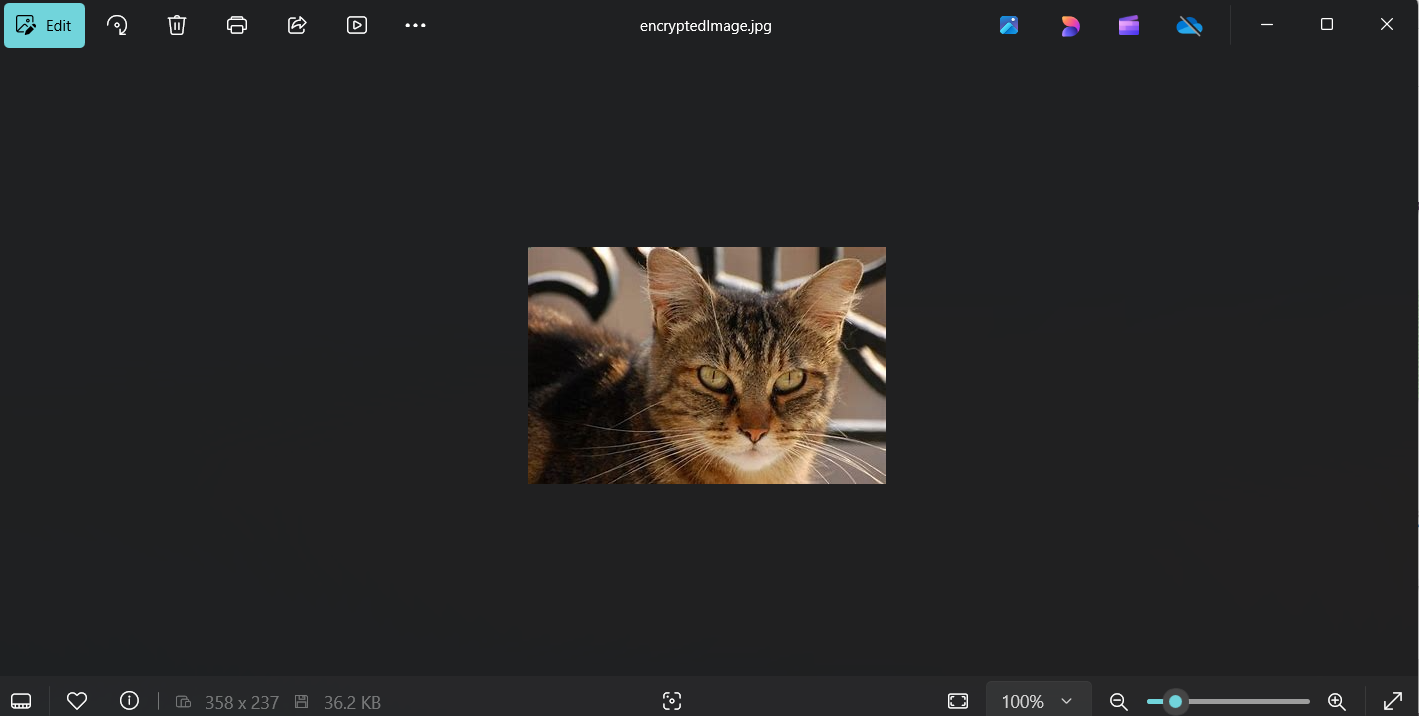 Edit
encryptedImage.jpg
358 x 237
36.2 KB
100%